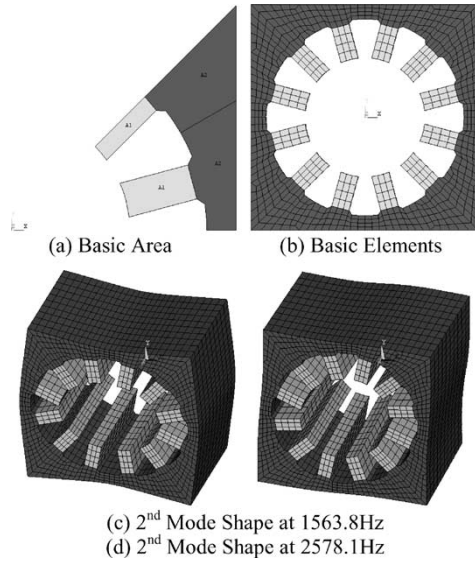 A2
A1
A2
A1
(a) Basic Area
(b) Basic Elements
(c) 2nd Mode Shape at 1563.8Hz
(d) 2nd Mode Shape at 2578.1Hz